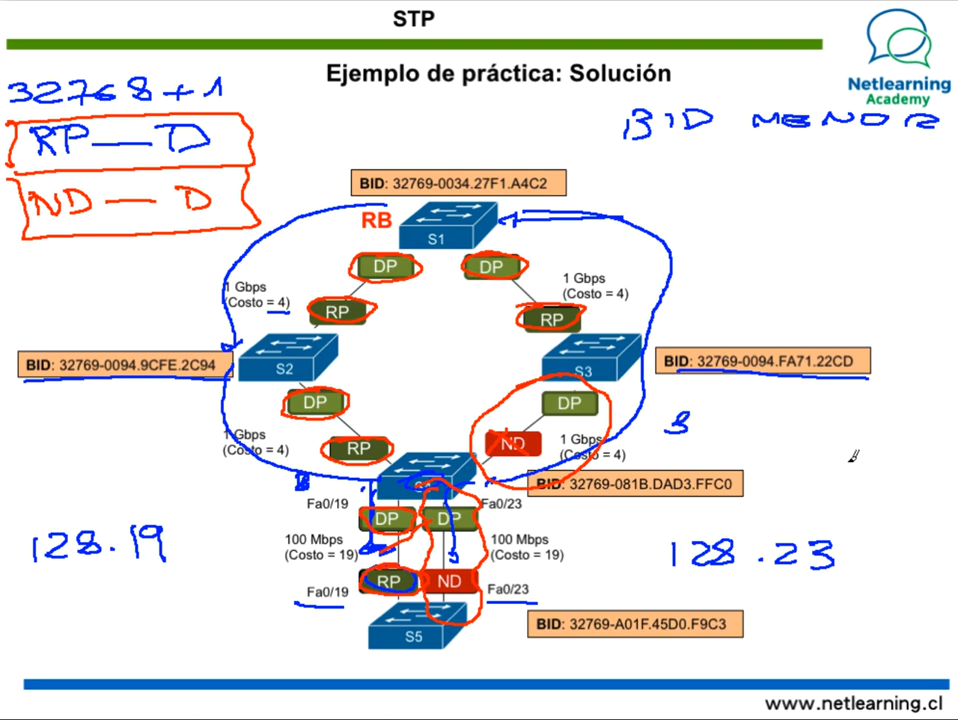 STP
Ejemplo de práctica: Solución
Netlearning
Academy
32768+1
BID MENOR
RP — D
ND — D
BID: 32769-0034.27F1.A4C2
RB
S1
DP
DP
1 Gbps
(Costo = 4)
1 Gbps
(Costo = 4)
RP
RP
BID: 32769-0094.9CFE.2C94
S2
S3
BID: 32769-0094.FA71.22CD
DP
DP
1 Gbps
(Costo = 4)
RP
ND
1 Gbps
(Costo = 4)
8
BID: 32769-081B.DAD3.FFC0
Fa0/19
Fa0/23
DP
DP
128.19
100 Mbps
(Costo = 19)
100 Mbps
(Costo = 19)
128.23
Fa0/19
RP
ND
Fa0/23
S5
BID: 32769-A01F.45D0.F9C3
www.netlearning.cl